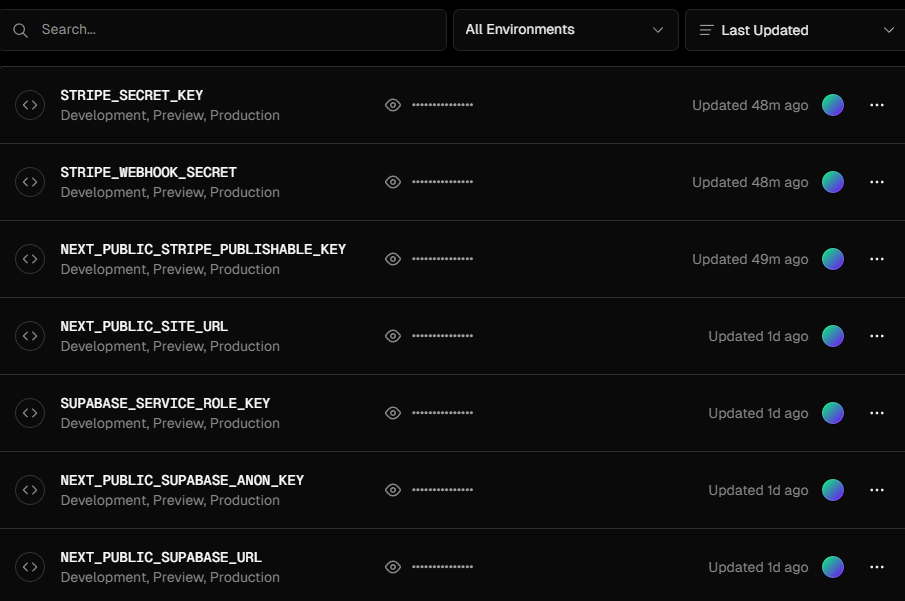 Search...
All Environments
Last Updated
STRIPE_SECRET_KEY
Development, Preview, Production
•••••••••••••••
Updated 48m ago
STRIPE_WEBHOOK_SECRET
Development, Preview, Production
•••••••••••••••
Updated 48m ago
NEXT_PUBLIC_STRIPE_PUBLISHABLE_KEY
Development, Preview, Production
•••••••••••••••
Updated 49m ago
NEXT_PUBLIC_SITE_URL
Development, Preview, Production
•••••••••••••••
Updated 1d ago
SUPABASE_SERVICE_ROLE_KEY
Development, Preview, Production
•••••••••••••••
Updated 1d ago
NEXT_PUBLIC_SUPABASE_ANON_KEY
Development, Preview, Production
•••••••••••••••
Updated 1d ago
NEXT_PUBLIC_SUPABASE_URL
Development, Preview, Production
•••••••••••••••
Updated 1d ago